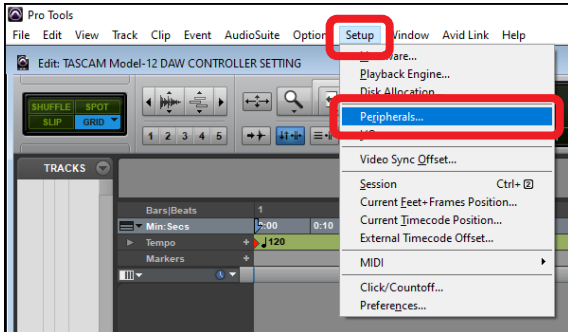 Pro Tools
File Edit View Track Clip Event AudioSuite Setup Window Avid Link Help
Edit: TASCAM Model-12 DAW CONTROLLER SETTING
Playback Engine...
Disk Allocation
SHUFFLE SPOT
SLIP GRID
Peripherals...
1 2 3 4 5
Video Sync Offset...
TRACKS
Session Ctrl+ 2
Current Feet+Frames Position...
Current Timecode Position...
External Timecode Offset...
Bars|Beats 1
Min:Secs 0:10
Tempo 120
Markers
MIDI
Click/Countoff...
Preferences...